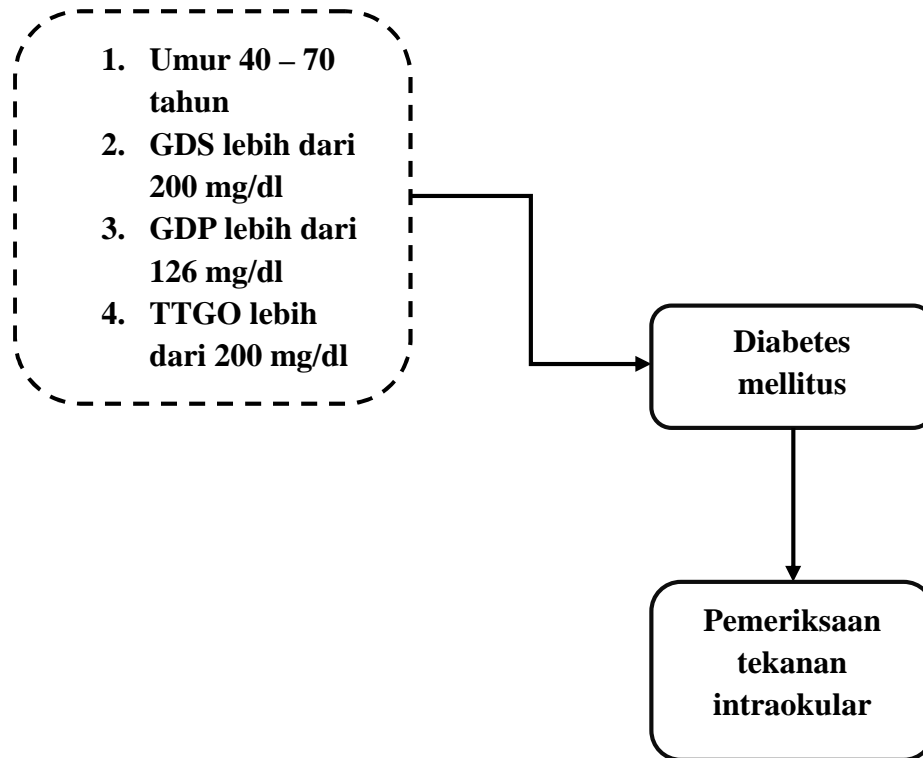 1. Umur 40 – 70
tahun
2. GDS lebih dari
200 mg/dl
3. GDP lebih dari
126 mg/dl
4. TTGO lebih
dari 200 mg/dl
Diabetes
mellitus
Pemeriksaan
tekanan
intraokular